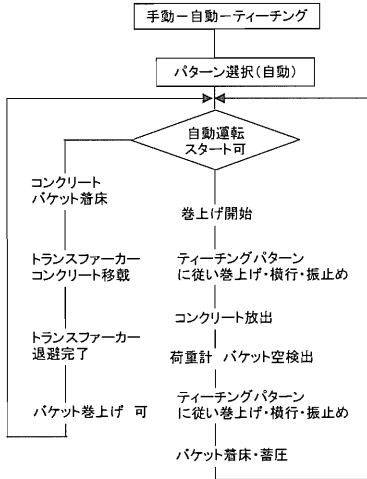 手動－自動－ティーチング
パターン選択（自動）
自動運転
スタート可
コンクリート
バケット着床
トランスファーカー
コンクリート移載
トランスファーカー
退避完了
バケット巻上げ　可
巻上げ開始
ティーチングパターン
に従い巻上げ・横行・振止め
コンクリート放出
荷重計　バケット空検出
ティーチングパターン
に従い巻上げ・横行・振止め
バケット着床・蓄圧